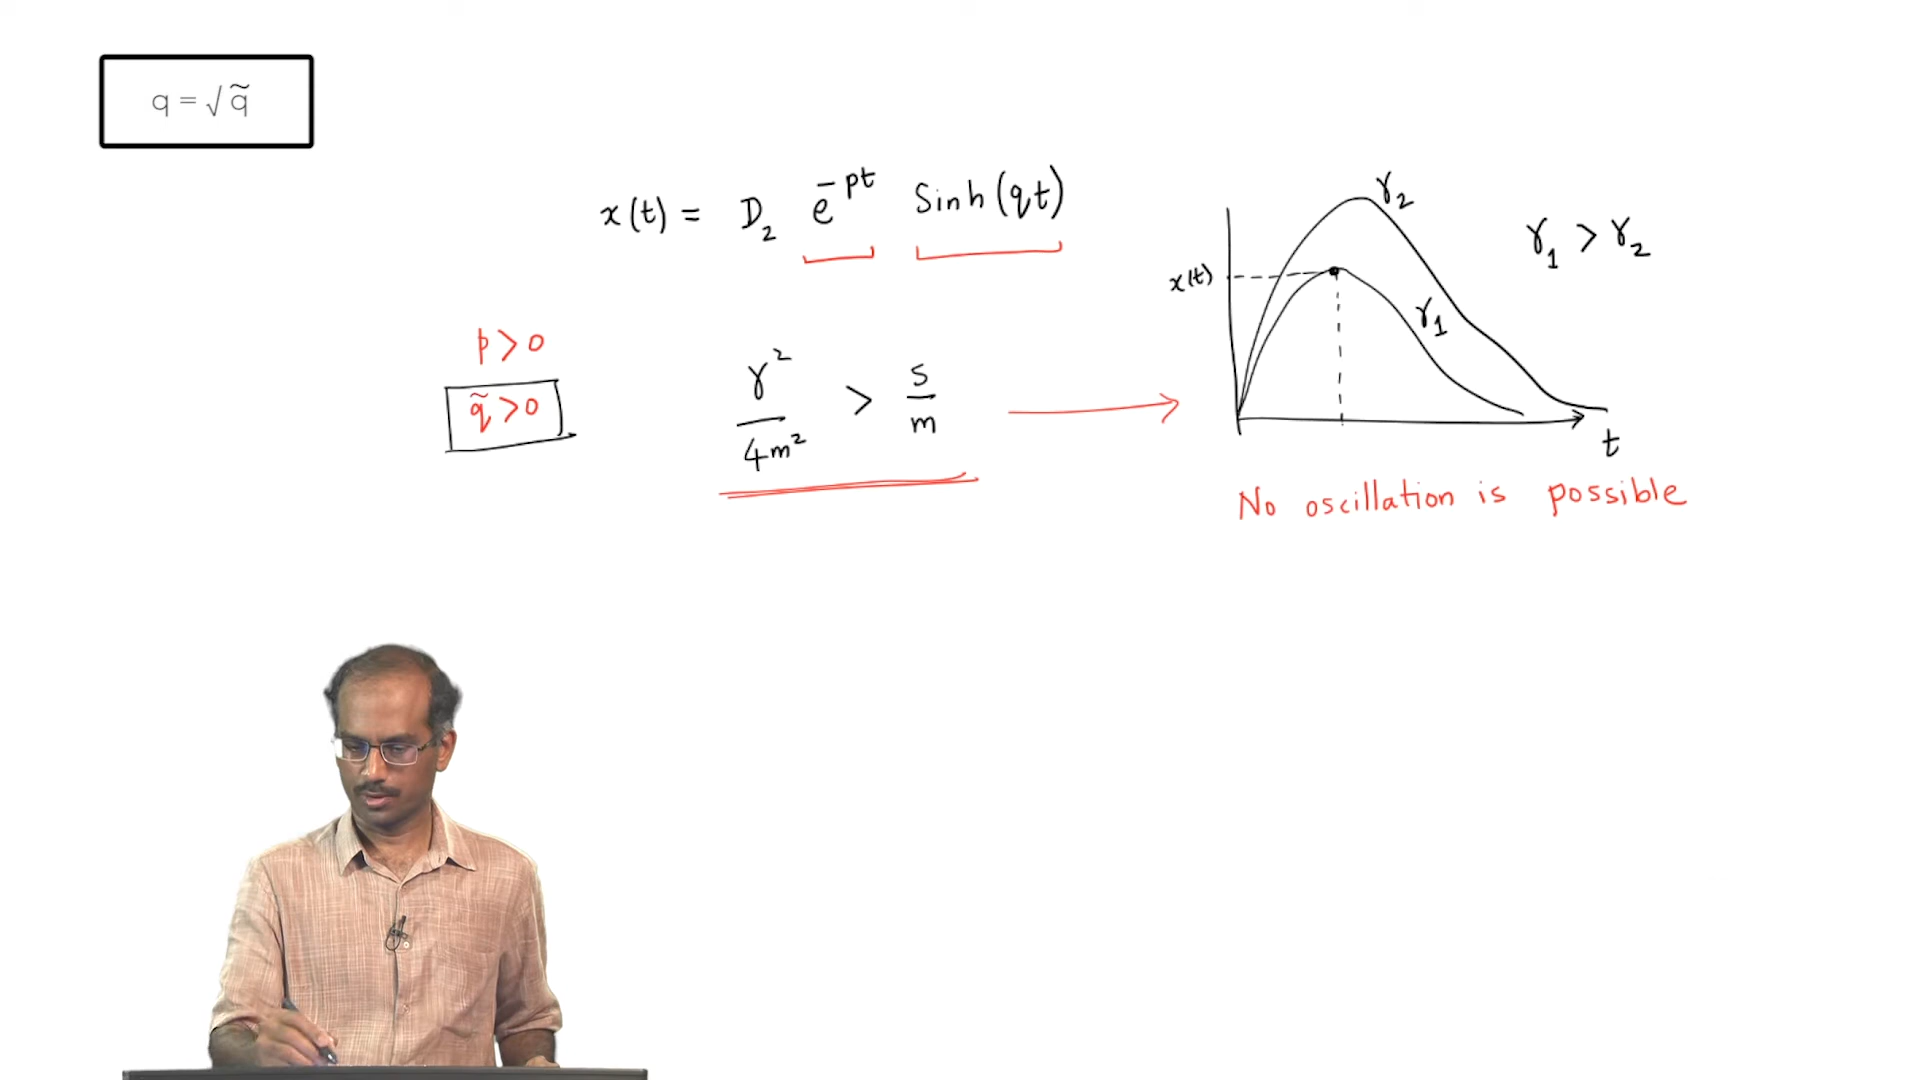 q = √q̃
x(t) = D₂ e^-pt Sinh(qt)
p > 0
q̃ > 0
γ²/4m² > s/m
x(t)
γ₂
γ₁
γ₁ > γ₂
t
No oscillation is possible